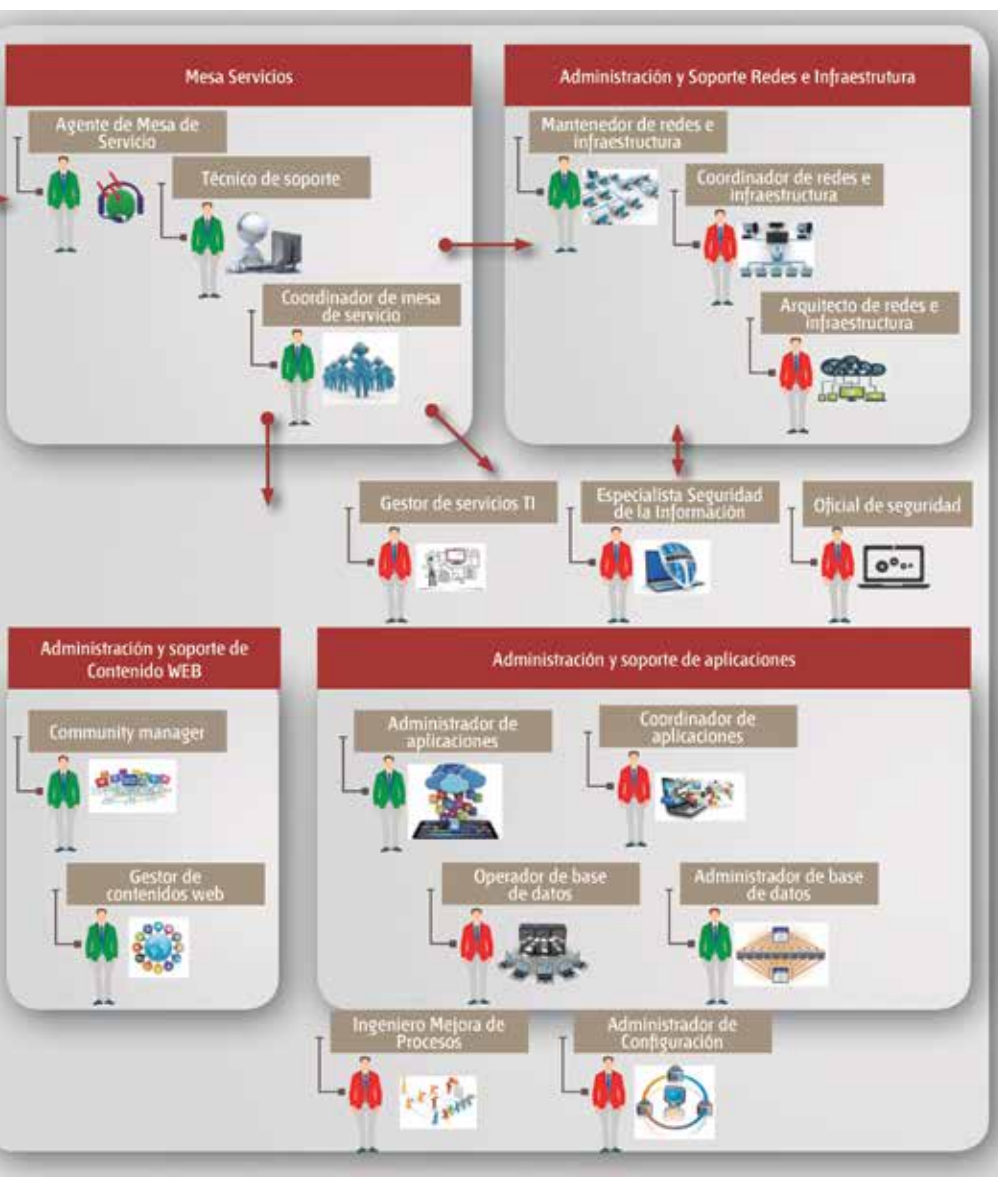 Mesa Servicios
Administración y Soporte Redes e Infraestrutura
Agente de Mesa de
Servicio
Técnico de soporte
Coordinador de mesa
de servicio
Mantenedor de redes e
infraestructura
Coordinador de redes e
infraestructura
Arquitecto de redes e
infraestructura
Gestor de servicios TI
Especialista Seguridad
de la Información
Oficial de seguridad
Administración y soporte de
Contenido WEB
Community manager
Gestor de
contenidos web
Administración y soporte de aplicaciones
Administrador de
aplicaciones
Coordinador de
aplicaciones
Operador de base
de datos
Administrador de base
de datos
Ingeniero Mejora de
Procesos
Administrador de
Configuración